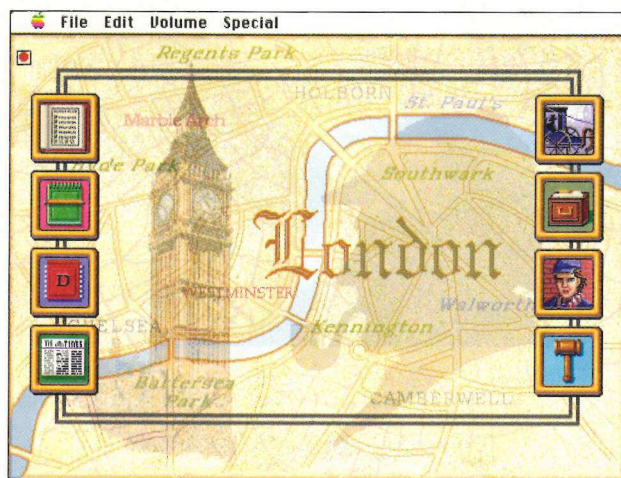 File Edit Volume Special
Regents Park
HOLBORN St. Paul's
Marble Arch
Hyde Park
Southwark
London
D
WESTMINSTER
Walworth
CHELSEA Kennington
THE TIMES
Battersea
Park
CAMBERWELL